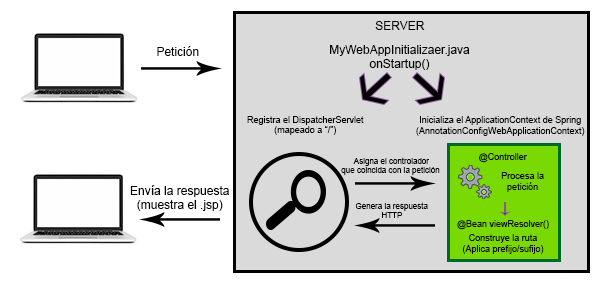 SERVER
Petición
MyWebAppInitializaer.java
onStartup()
Registra el DispatcherServlet
(mapeado a "/")
Inicializa el ApplicationContext de Spring
(AnnotationConfigWebApplicationContext)
Asigna el controlador
que coincida con la petición
@Controller
Procesa la
petición
Envía la respuesta
(muestra el .jsp)
Genera la respuesta
HTTP
@Bean viewResolver()
Construye la ruta
(Aplica prefijo/sufijo)